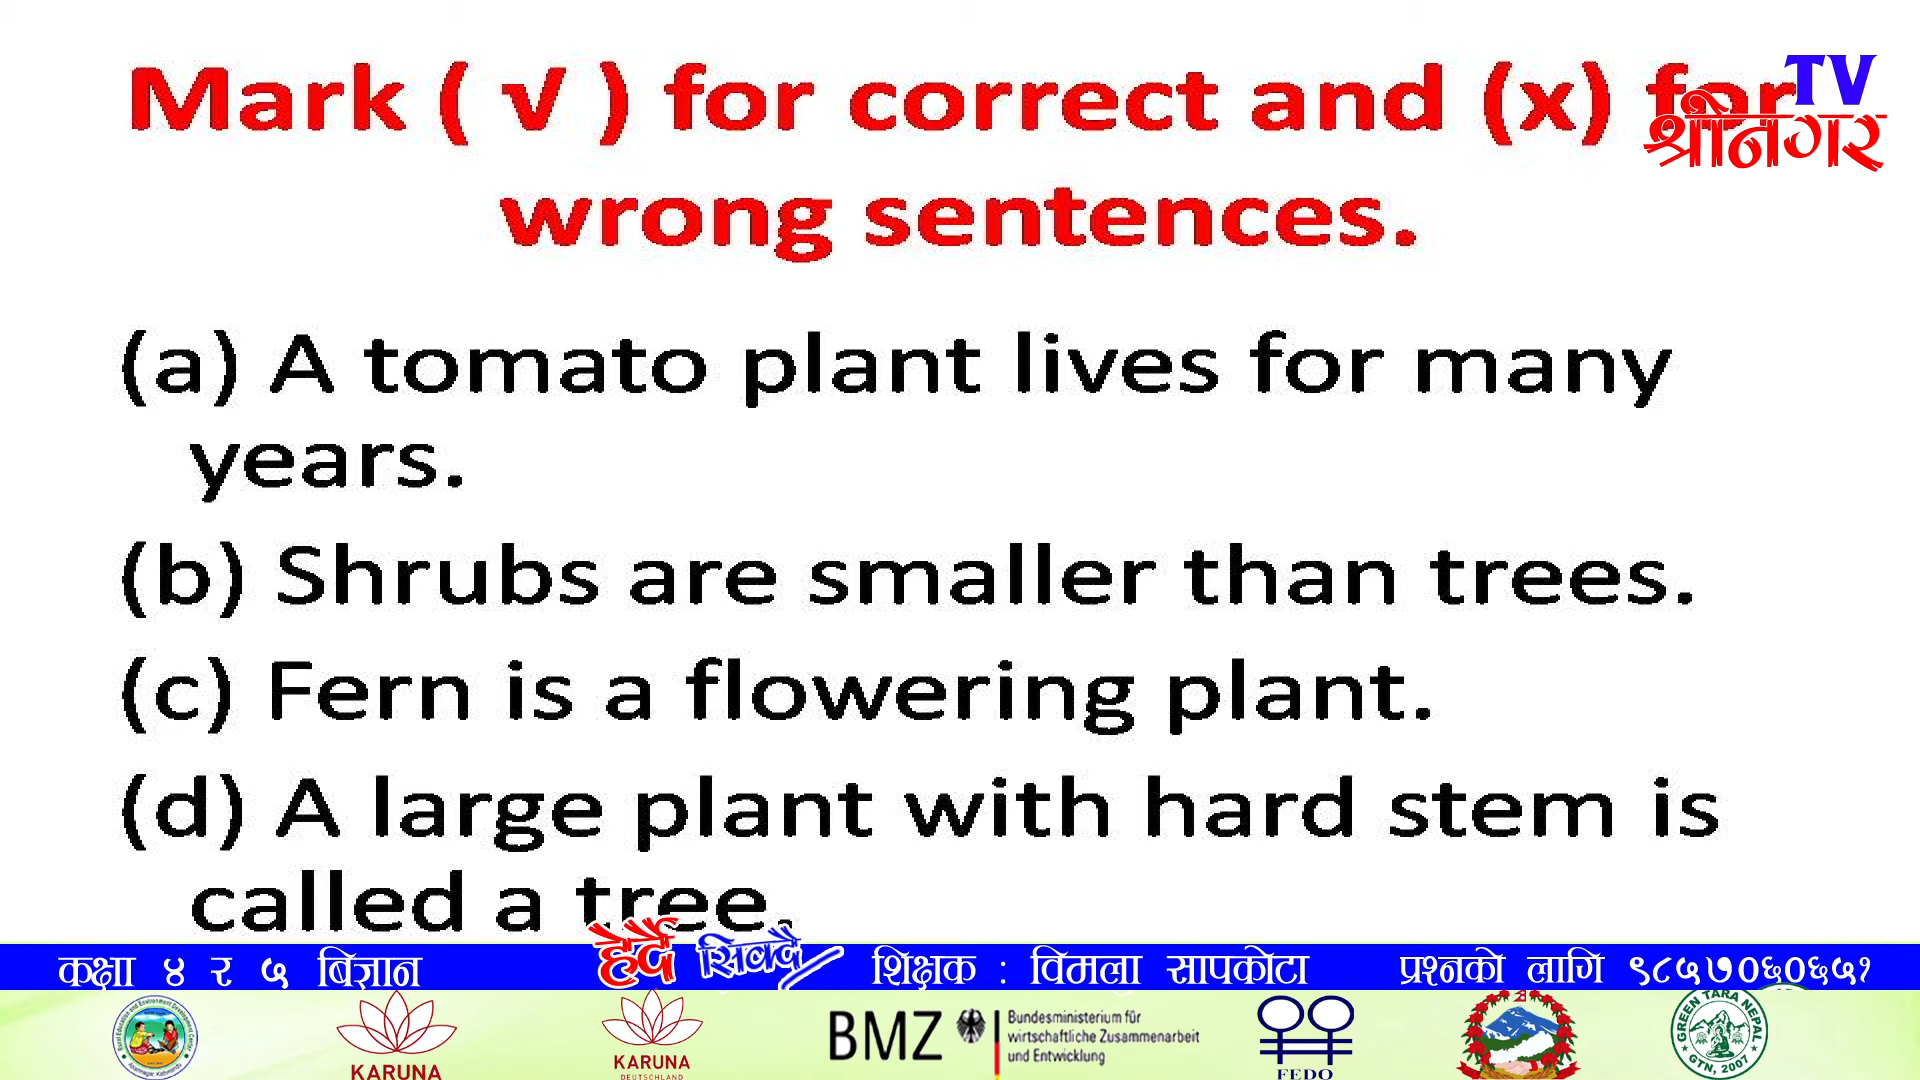 Mark ( √ ) for correct and (x) for
TV
श्रीनगर
wrong sentences.
(a) A tomato plant lives for many
years.
(b) Shrubs are smaller than trees.
(c) Fern is a flowering plant.
(d) A large plant with hard stem is
called a tree.
कक्षा ४ र ५ बिज्ञान
हेर्दै सिक्दै
शिक्षक : विमला सापकोटा
प्रश्नको लागि ९८५७०६०६५१
KARUNA
KARUNA
DEUTSCHLAND
BMZ
Bundesministerium für
wirtschaftliche Zusammenarbeit
und Entwicklung
FEDO
GREEN TARA NEPAL
GTN, 2007